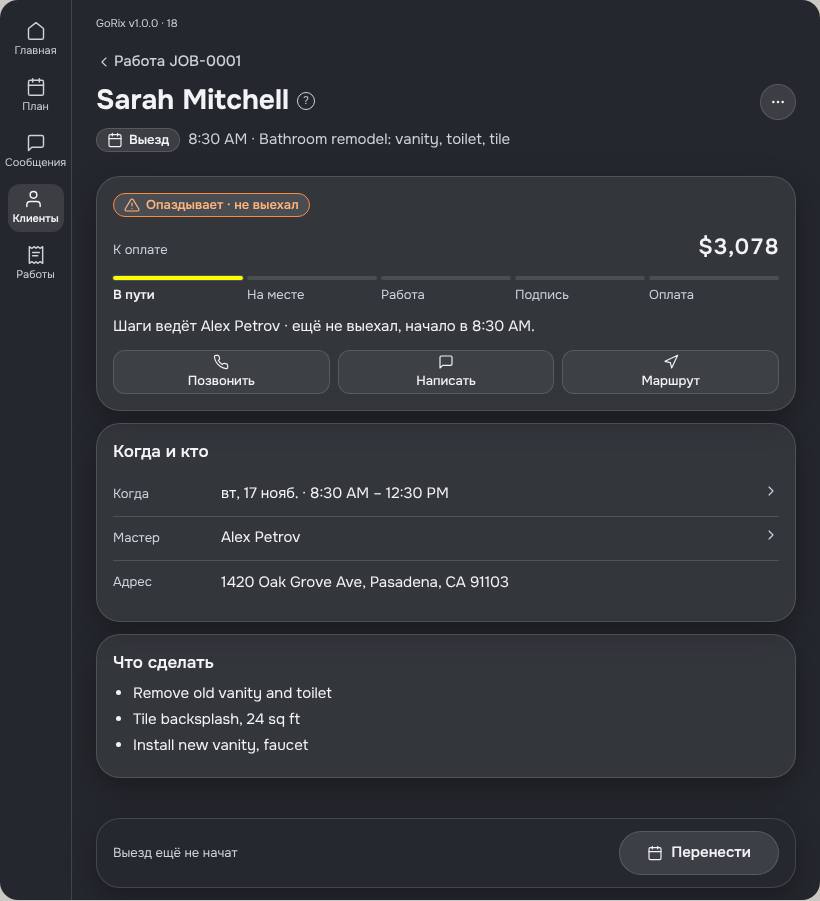 GoRix v1.0.0 · 18
Главная
План
Сообщения
Клиенты
Работы
Работа JOB-0001
Sarah Mitchell ?
Выезд 8:30 AM · Bathroom remodel: vanity, toilet, tile
Опаздывает · не выехал
К оплате $3,078
В пути На месте Работа Подпись Оплата
Шаги ведёт Alex Petrov · ещё не выехал, начало в 8:30 AM.
Позвонить Написать Маршрут
Когда и кто
Когда вт, 17 нояб. · 8:30 AM – 12:30 PM
Мастер Alex Petrov
Адрес 1420 Oak Grove Ave, Pasadena, CA 91103
Что сделать
• Remove old vanity and toilet
• Tile backsplash, 24 sq ft
• Install new vanity, faucet
Выезд ещё не начат Перенести